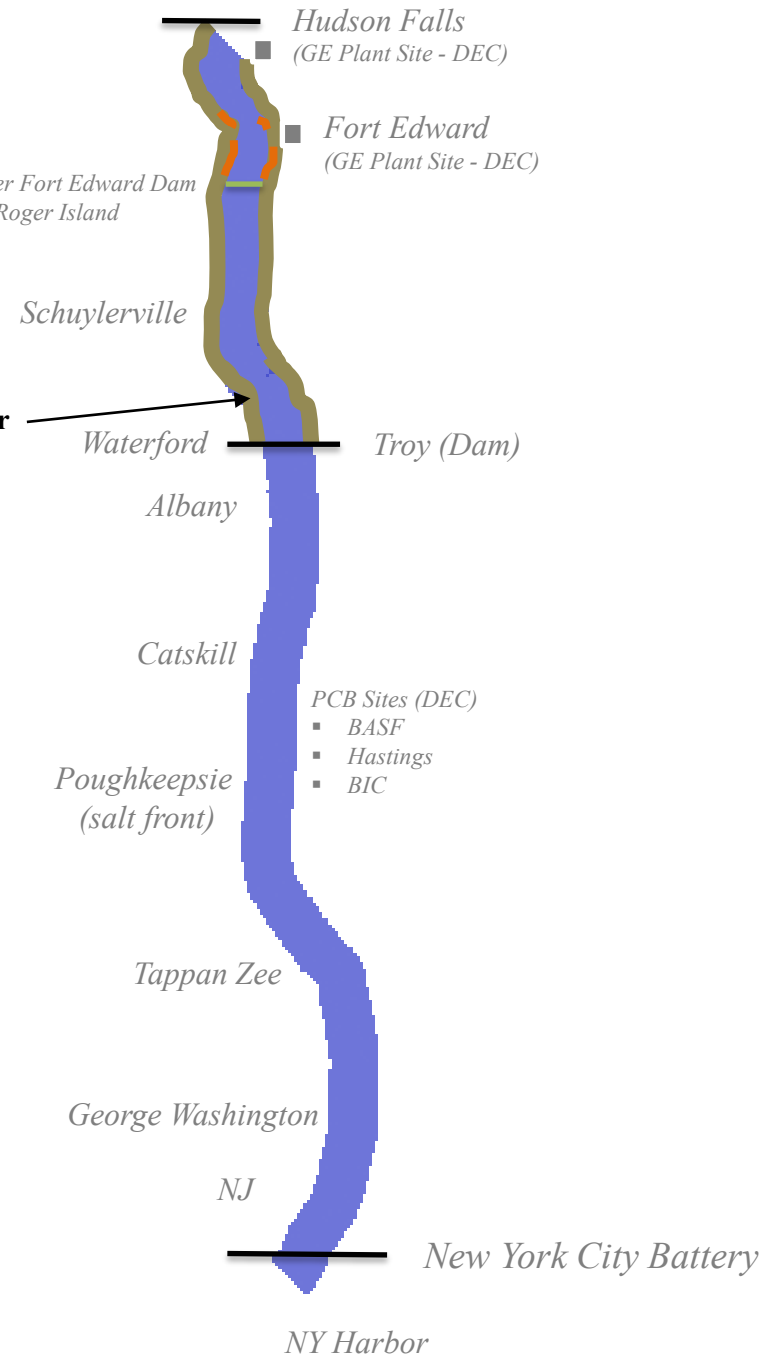 Hudson Falls
(GE Plant Site - DEC)
Fort Edward
(GE Plant Site - DEC)
Fort Edward Dam
Roger Island
Schuylerville
Waterford
Troy (Dam)
Albany
Catskill
PCB Sites (DEC)
▪ BASF
▪ Hastings
▪ BIC
Poughkeepsie
(salt front)
Tappan Zee
George Washington
NJ
New York City Battery
NY Harbor